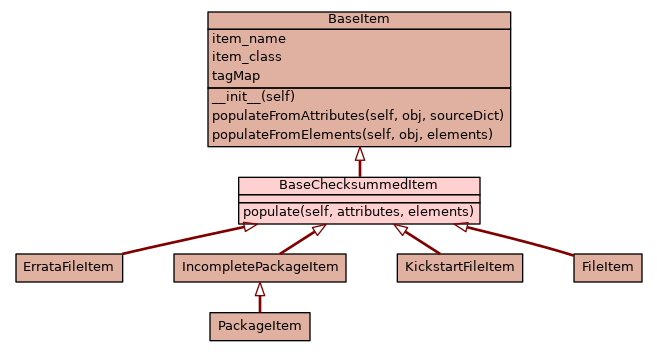 BaseItem
item_name
item_class
tagMap
__init__(self)
populateFromAttributes(self, obj, sourceDict)
populateFromElements(self, obj, elements)
BaseChecksummedItem
populate(self, attributes, elements)
ErrataFileItem
IncompletePackageItem
KickstartFileItem
FileItem
PackageItem